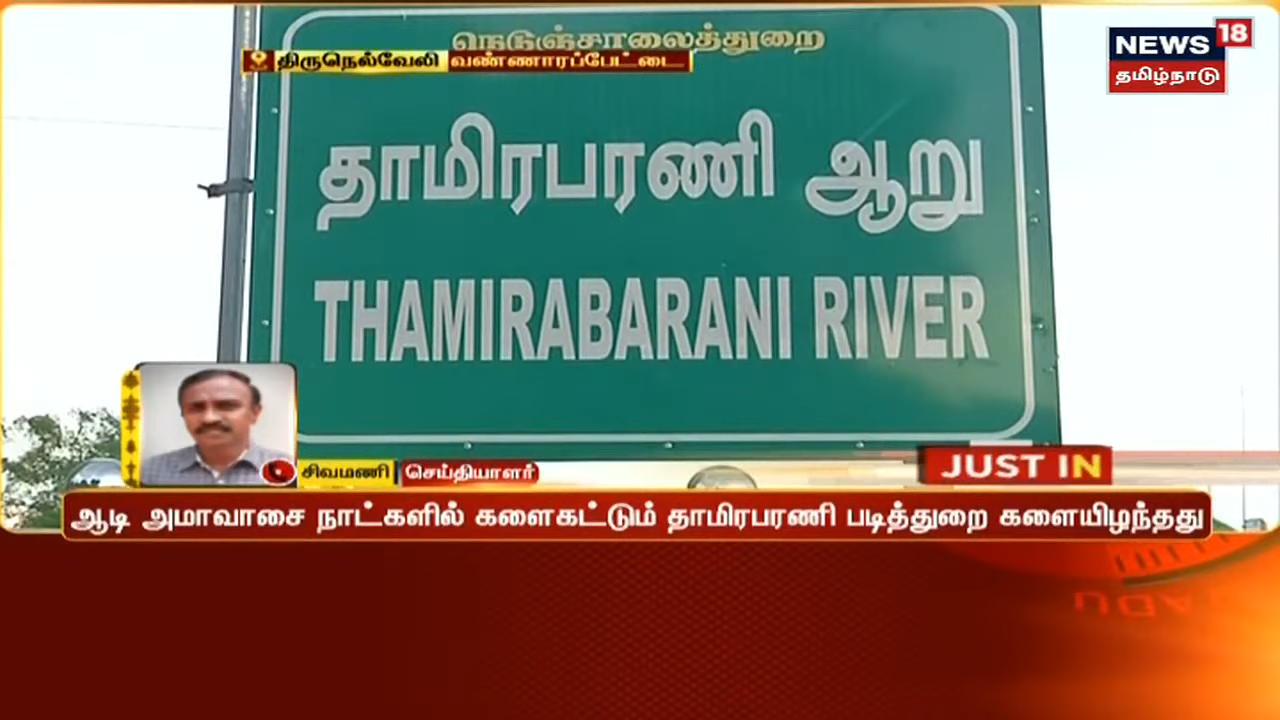 நெடுஞ்சாலைத்துறை
திருநெல்வேலி வண்ணாரப்பேட்டை
NEWS 18
தமிழ்நாடு
தாமிரபரணி ஆறு
THAMIRABARANI RIVER
சிவமணி செய்தியாளர்
JUST IN
ஆடி அமாவாசை நாட்களில் களைகட்டும் தாமிரபரணி படித்துறை களையிழந்தது